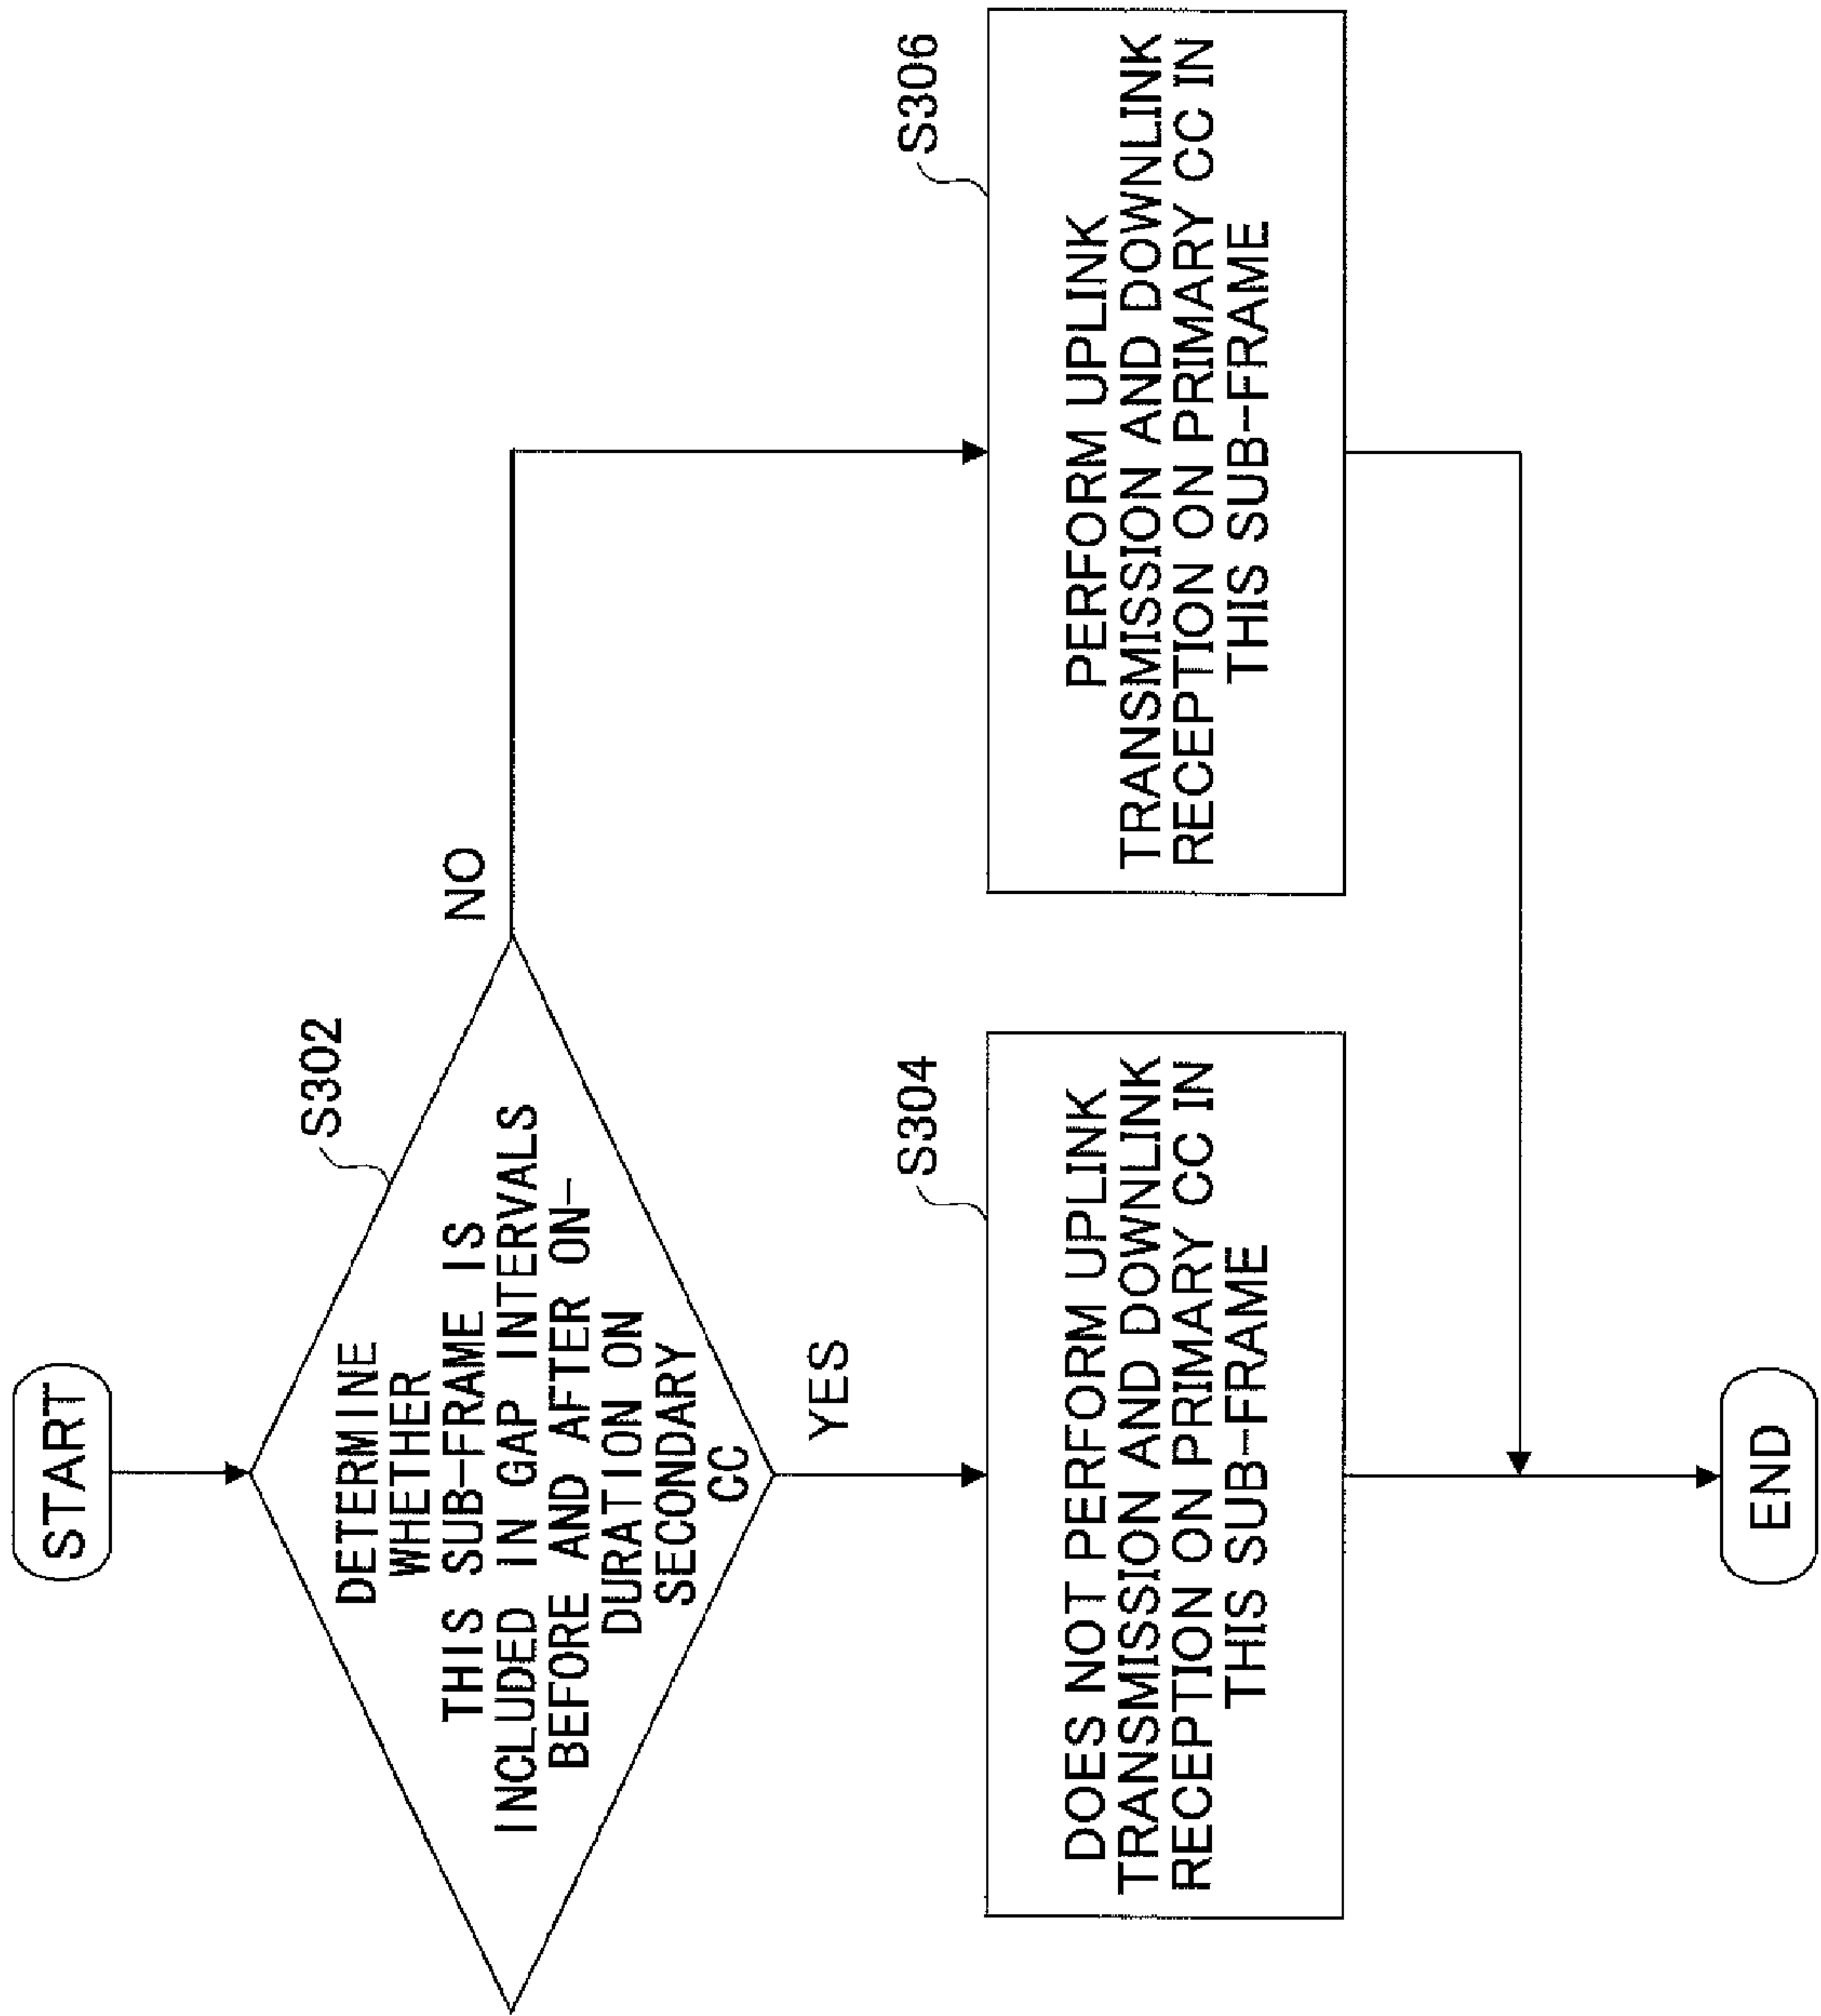 START
S302
DETERMINE
WHETHER
THIS SUB-FRAME IS
INCLUDED IN GAP INTERVALS
BEFORE AND AFTER ON-
DURATION ON
SECONDARY
CC
NO
YES
S304
DOES NOT PERFORM UPLINK
TRANSMISSION AND DOWNLINK
RECEPTION ON PRIMARY CC IN
THIS SUB-FRAME
S306
PERFORM UPLINK
TRANSMISSION AND DOWNLINK
RECEPTION ON PRIMARY CC IN
THIS SUB-FRAME
END